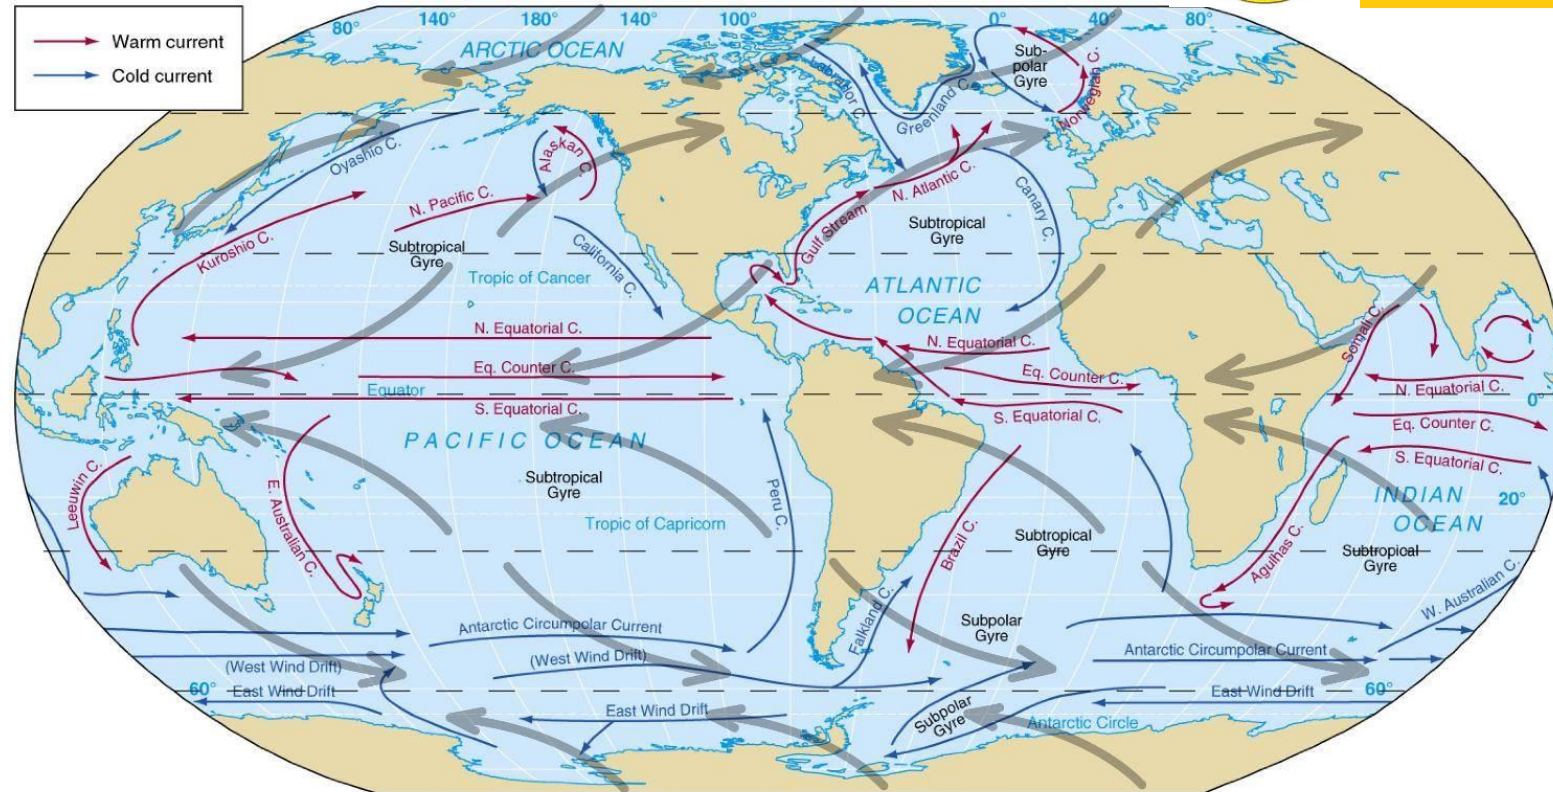 80°
140°
180°
140°
100°
0°
40°
80°
Warm current
Cold current
ARCTIC OCEAN
Sub-
polar
Gyre
Labrador C.
Greenland C.
Norwegian C.
Oyashio C.
Alaskan C.
N. Pacific C.
N. Atlantic C.
Canary C.
Gulf Stream
Subtropical
Gyre
Kuroshio C.
Subtropical
Gyre
California C.
Tropic of Cancer
ATLANTIC
OCEAN
N. Equatorial C.
N. Equatorial C.
Somali C.
Eq. Counter C.
Eq. Counter C.
N. Equatorial C.
Equator
0°
S. Equatorial C.
S. Equatorial C.
Eq. Counter C.
PACIFIC OCEAN
S. Equatorial C.
Leeuwin C.
E. Australian C.
Subtropical
Gyre
Peru C.
INDIAN
OCEAN
20°
Tropic of Capricorn
Brazil C.
Subtropical
Gyre
Agulhas C.
Subtropical
Gyre
W. Australian C.
Falkland C.
Antarctic Circumpolar Current
Subpolar
Gyre
Antarctic Circumpolar Current
(West Wind Drift)
(West Wind Drift)
60°
East Wind Drift
East Wind Drift
60°
East Wind Drift
Subpolar
Gyre
Antarctic Circle